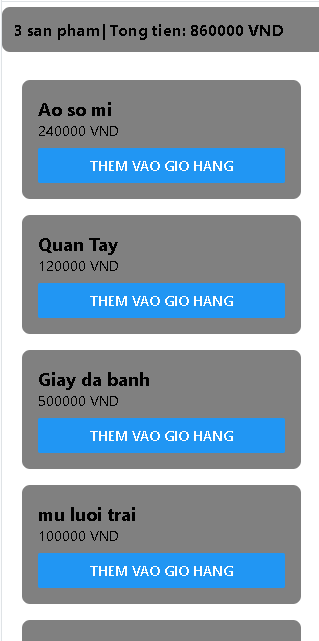 3 san pham| Tong tien: 860000 VND
Ao so mi
240000 VND
THEM VAO GIO HANG
Quan Tay
120000 VND
THEM VAO GIO HANG
Giay da banh
500000 VND
THEM VAO GIO HANG
mu luoi trai
100000 VND
THEM VAO GIO HANG